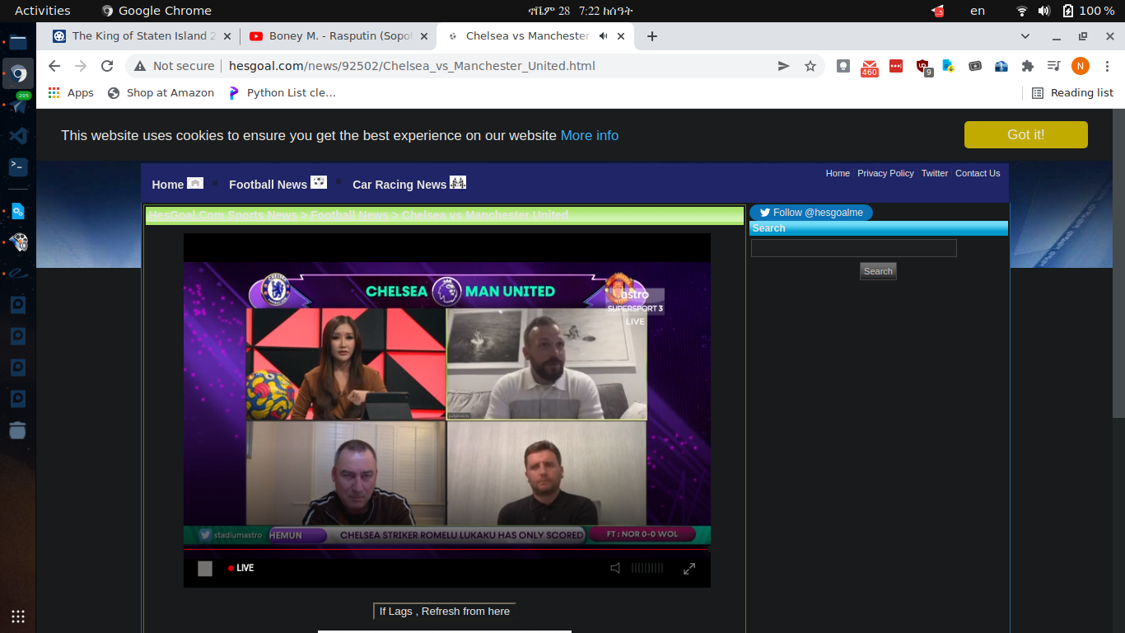 Activities
Google Chrome
ኖቬም 28 7:22 ከሰዓት
en
100 %
The King of Staten Island 2
Boney M. - Rasputin (Sopot
Chelsea vs Manchester
Not secure
hesgoal.com/news/92502/Chelsea_vs_Manchester_United.html
460
9
N
Apps
Shop at Amazon
Python List cle…
Reading list
205
This website uses cookies to ensure you get the best experience on our website More info
Got it!
Home
Football News
Car Racing News
Home Privacy Policy Twitter Contact Us
HesGoal.Com Sports News > Football News > Chelsea vs Manchester United
Follow @hesgoalme
Search
Search
CHELSEA
MAN UNITED
astro
SUPERSPORT 3
LIVE
stadiumastro
HEMUN
CHELSEA STRIKER ROMELU LUKAKU HAS ONLY SCORED
FT : NOR 0-0 WOL
LIVE
If Lags , Refresh from here